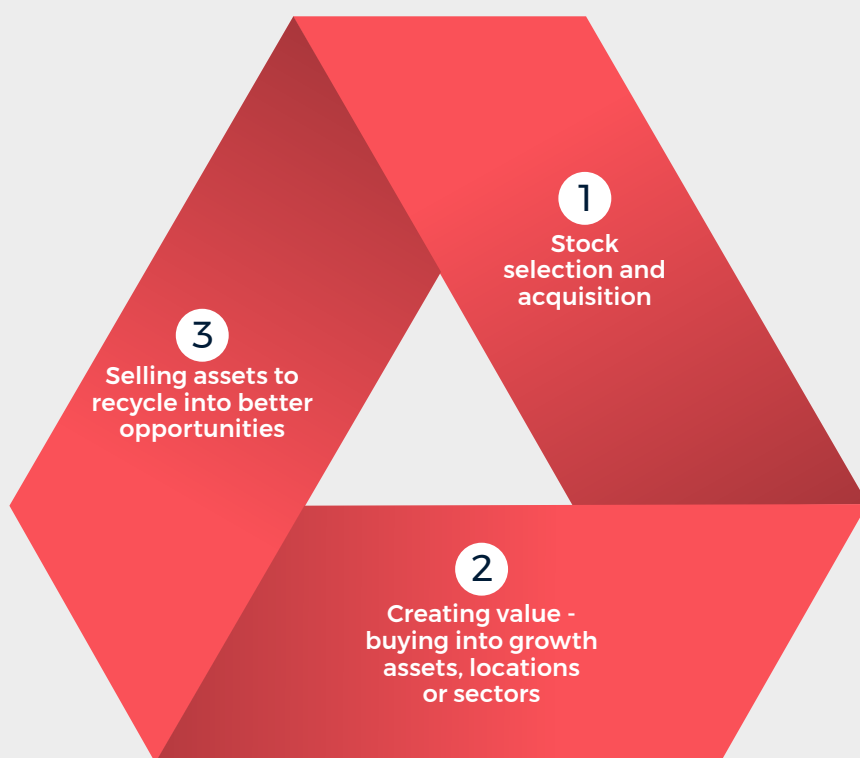 1
Stock
selection and
acquisition
2
Creating value -
buying into growth
assets, locations
or sectors
3
Selling assets to
recycle into better
opportunities